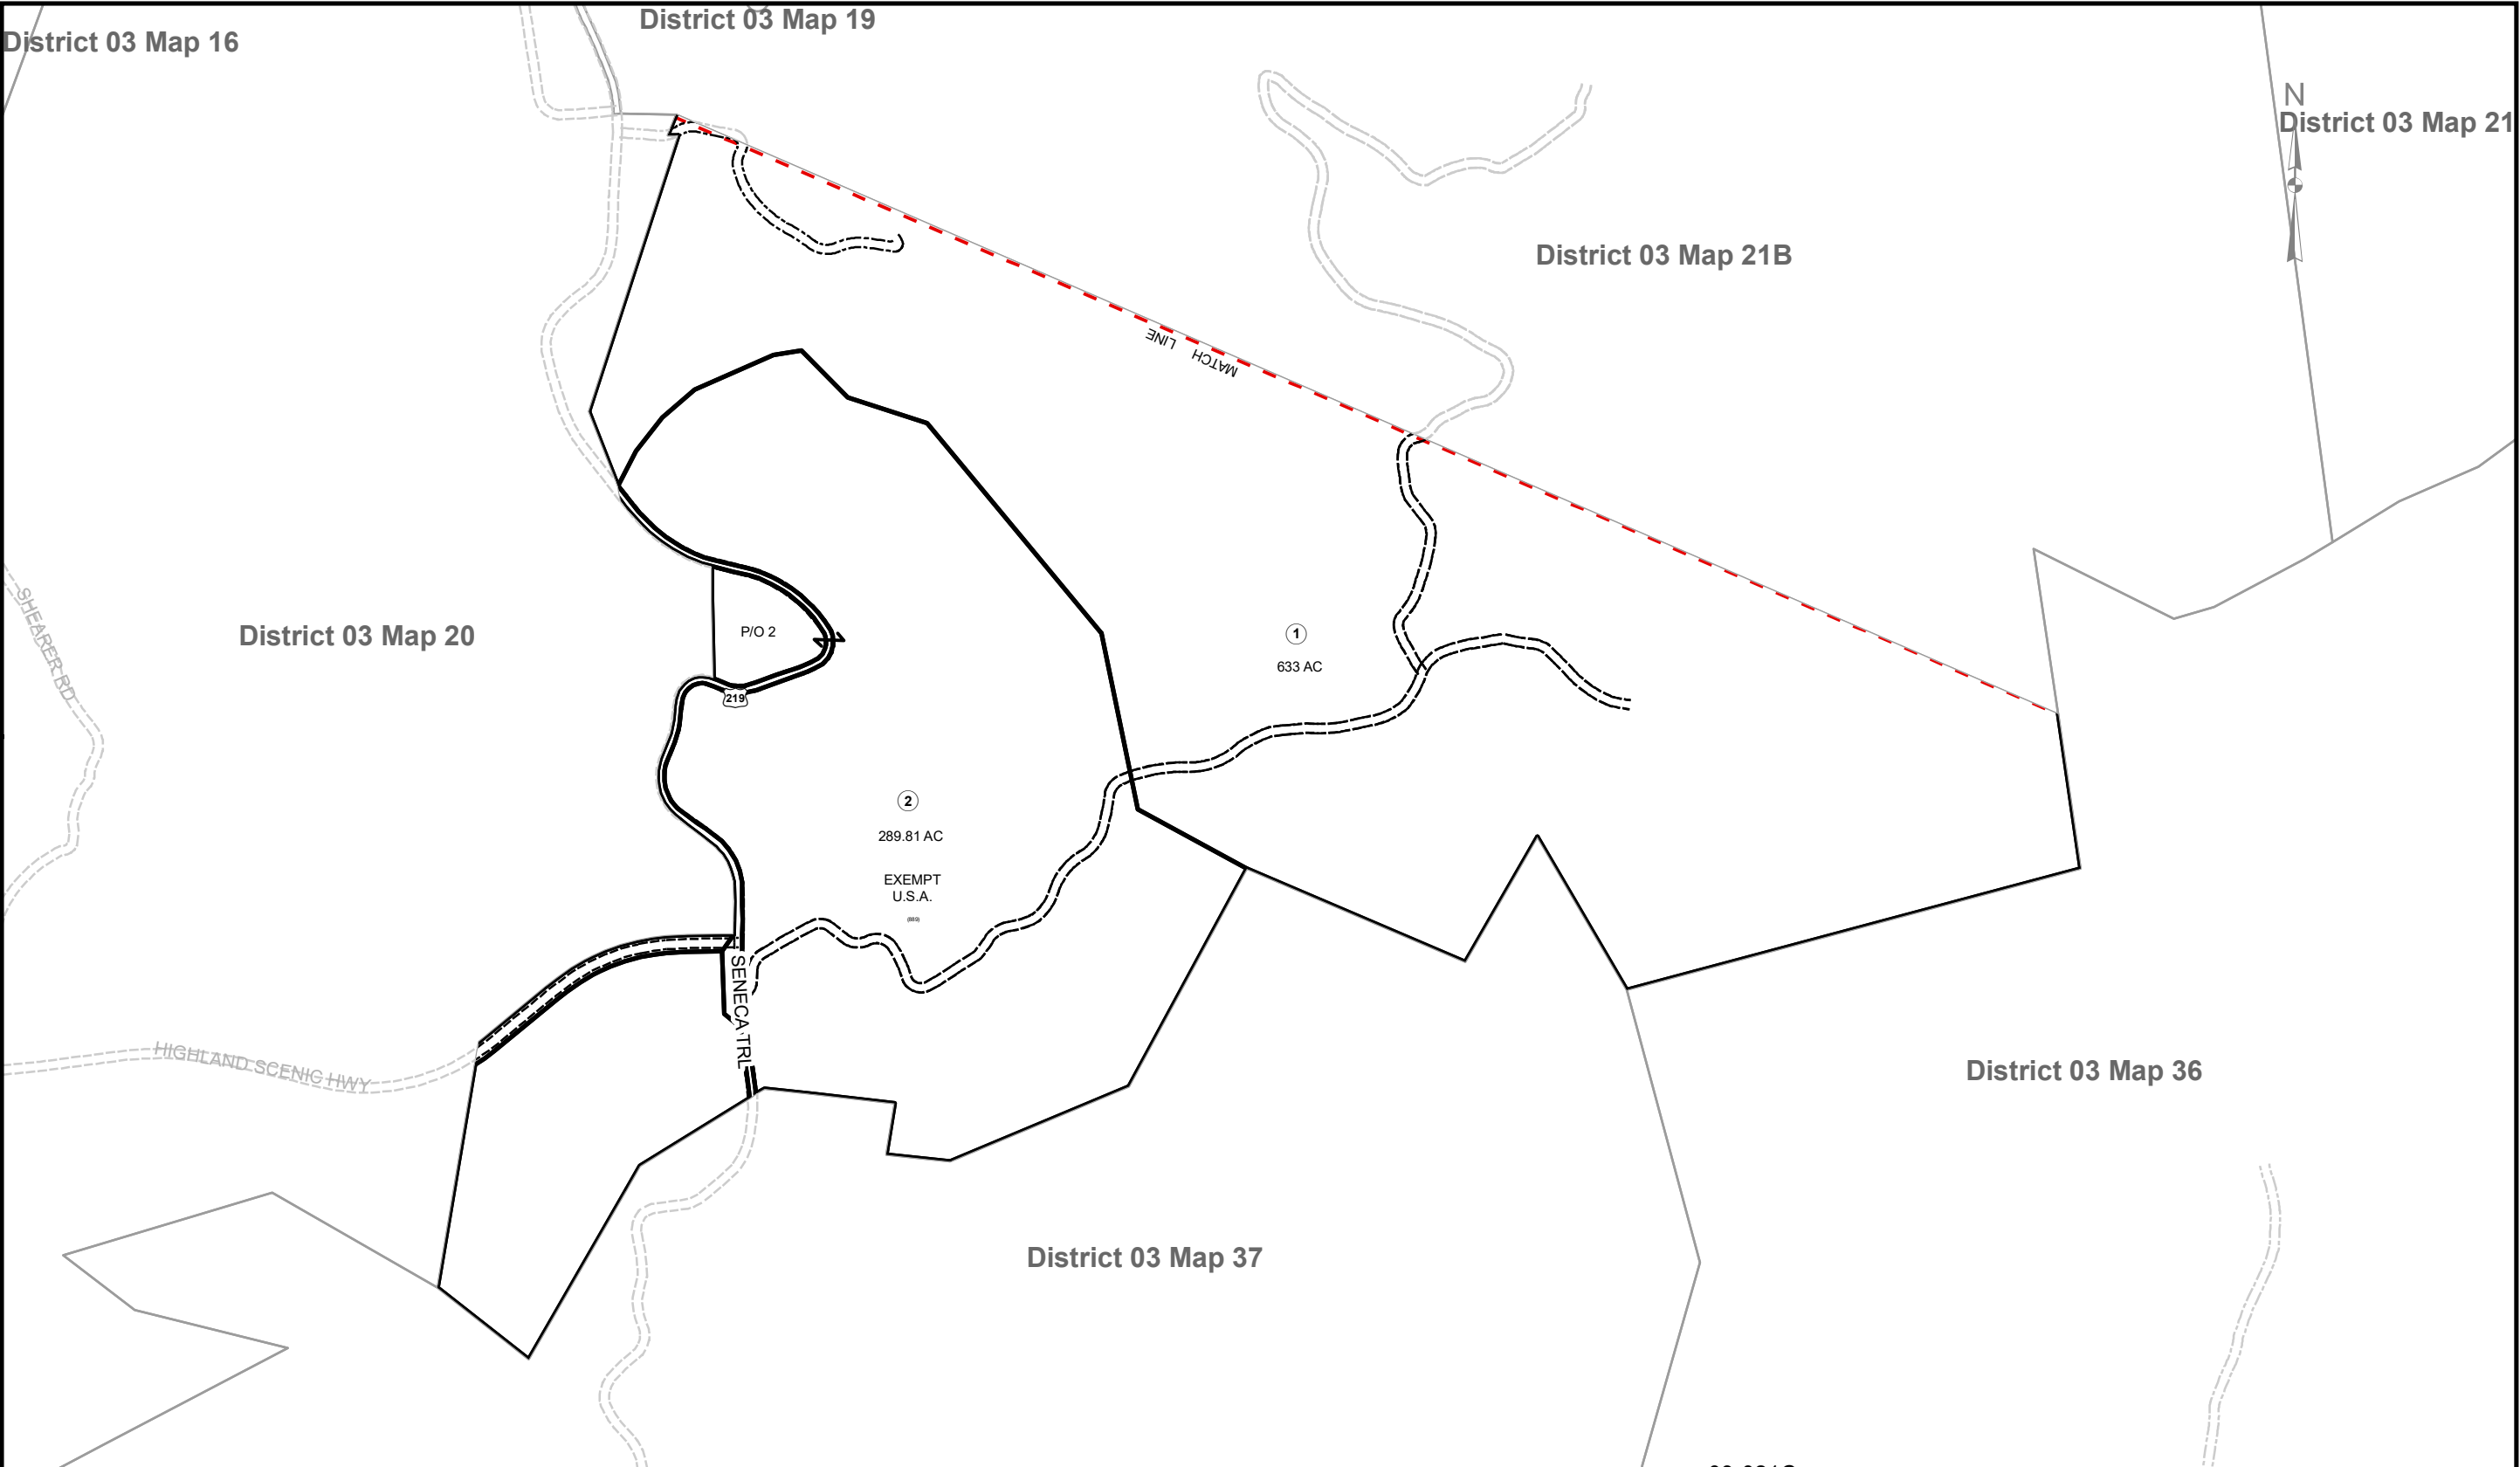 District 03 Map 19
District 03 Map 16
N
District 03 Map 21
District 03 Map 21B
MATCH LINE
SHEARER RD
District 03 Map 20
P/O 2
1
633 AC
219
2
289.81 AC
EXEMPT
U.S.A.
(889)
SENECA TRL
HIGHLAND SCENIC HWY
District 03 Map 36
District 03 Map 37